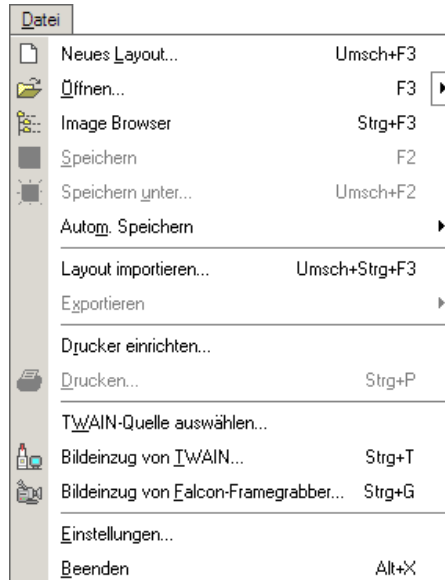 Datei
Neues Layout... Umsch+F3
Öffnen... F3
Image Browser Strg+F3
Speichern F2
Speichern unter... Umsch+F2
Autom. Speichern
Layout importieren... Umsch+Strg+F3
Exportieren
Drucker einrichten...
Drucken... Strg+P
TWAIN-Quelle auswählen...
Bildeinzug von TWAIN... Strg+T
Bildeinzug von Falcon-Framegrabber... Strg+G
Einstellungen...
Beenden Alt+X